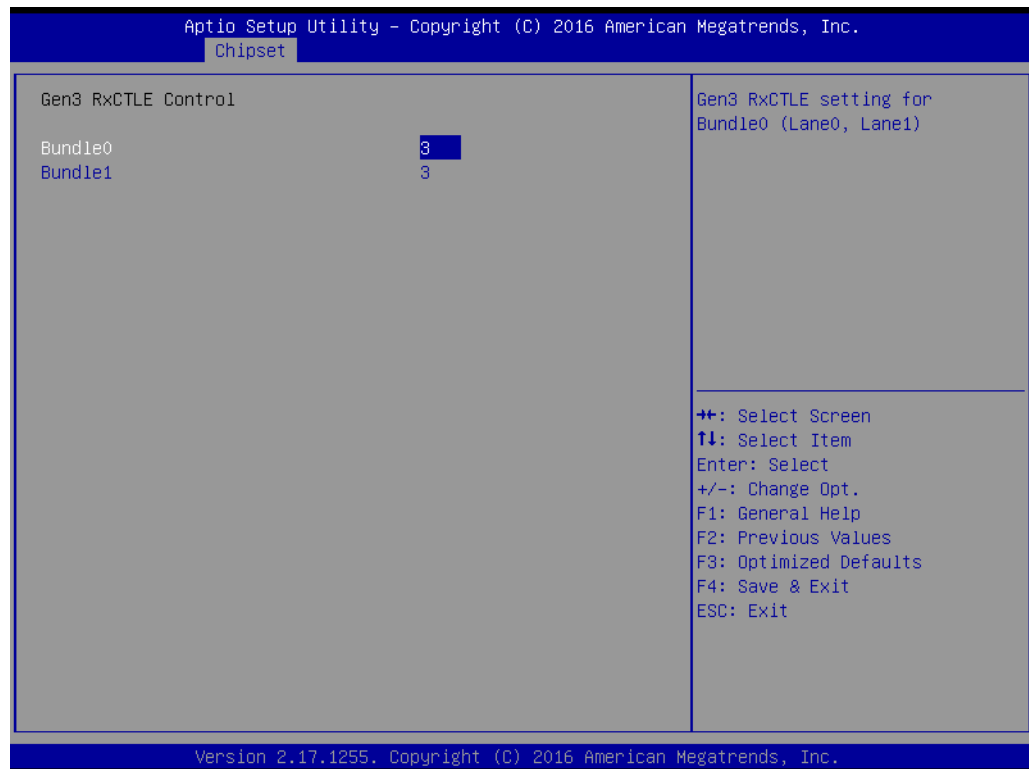 Aptio Setup Utility – Copyright (C) 2016 American Megatrends, Inc.
Chipset
Gen3 RxCTLE Control
Bundle0 3
Bundle1 3
Gen3 RxCTLE setting for
Bundle0 (Lane0, Lane1)
→←: Select Screen
↑↓: Select Item
Enter: Select
+/-: Change Opt.
F1: General Help
F2: Previous Values
F3: Optimized Defaults
F4: Save & Exit
ESC: Exit
Version 2.17.1255. Copyright (C) 2016 American Megatrends, Inc.